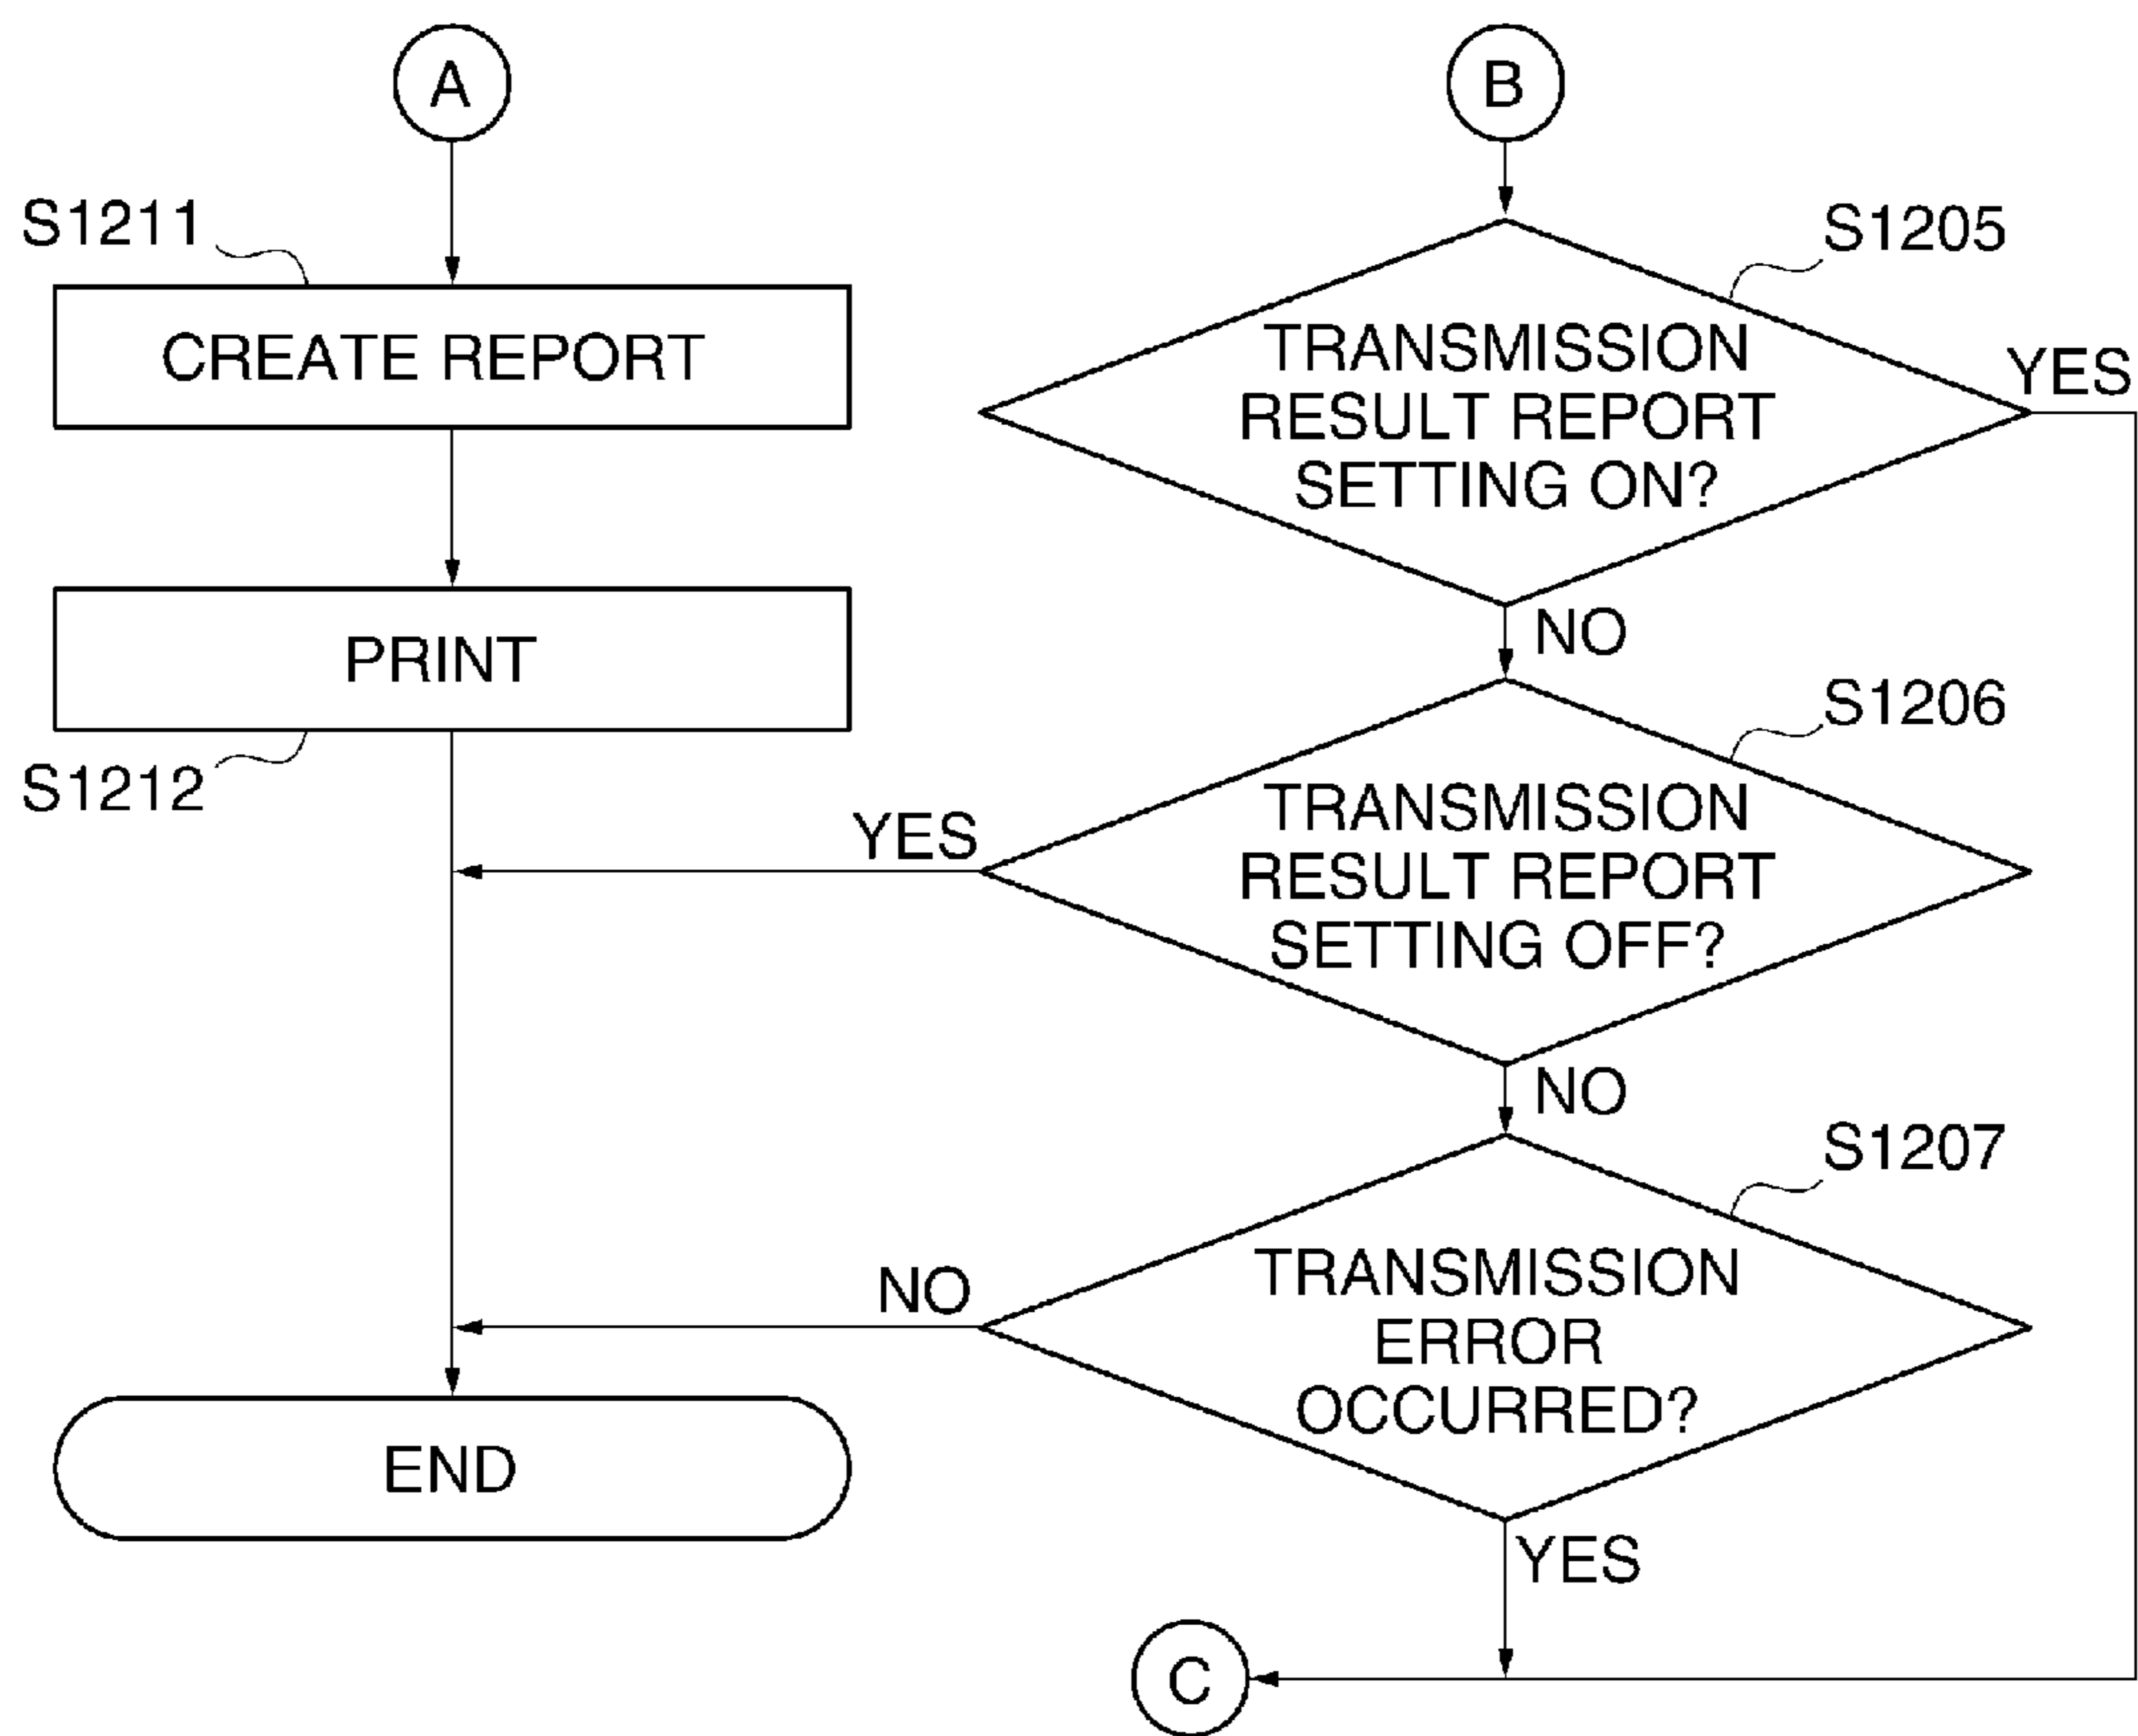 A
S1211
CREATE REPORT
PRINT
S1212
B
S1205
TRANSMISSION
RESULT REPORT
SETTING ON?
YES
NO
S1206
TRANSMISSION
RESULT REPORT
SETTING OFF?
YES
NO
S1207
TRANSMISSION
ERROR
OCCURRED?
NO
YES
END
C